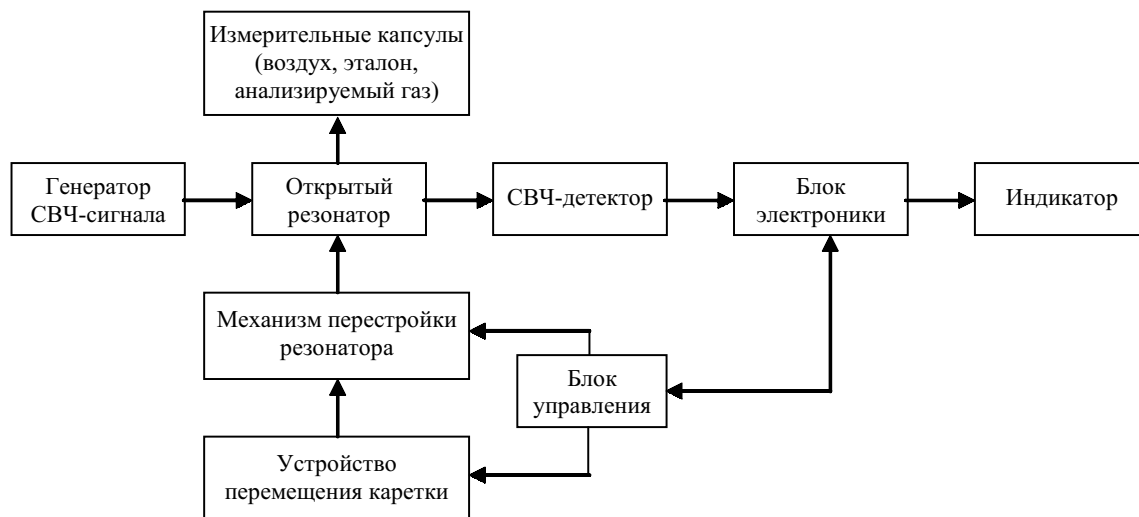 Измерительные капсулы
(воздух, эталон,
анализируемый газ)
Генератор
СВЧ-сигнала
Открытый
резонатор
СВЧ-детектор
Блок
электроники
Индикатор
Механизм перестройки
резонатора
Блок
управления
Устройство
перемещения каретки